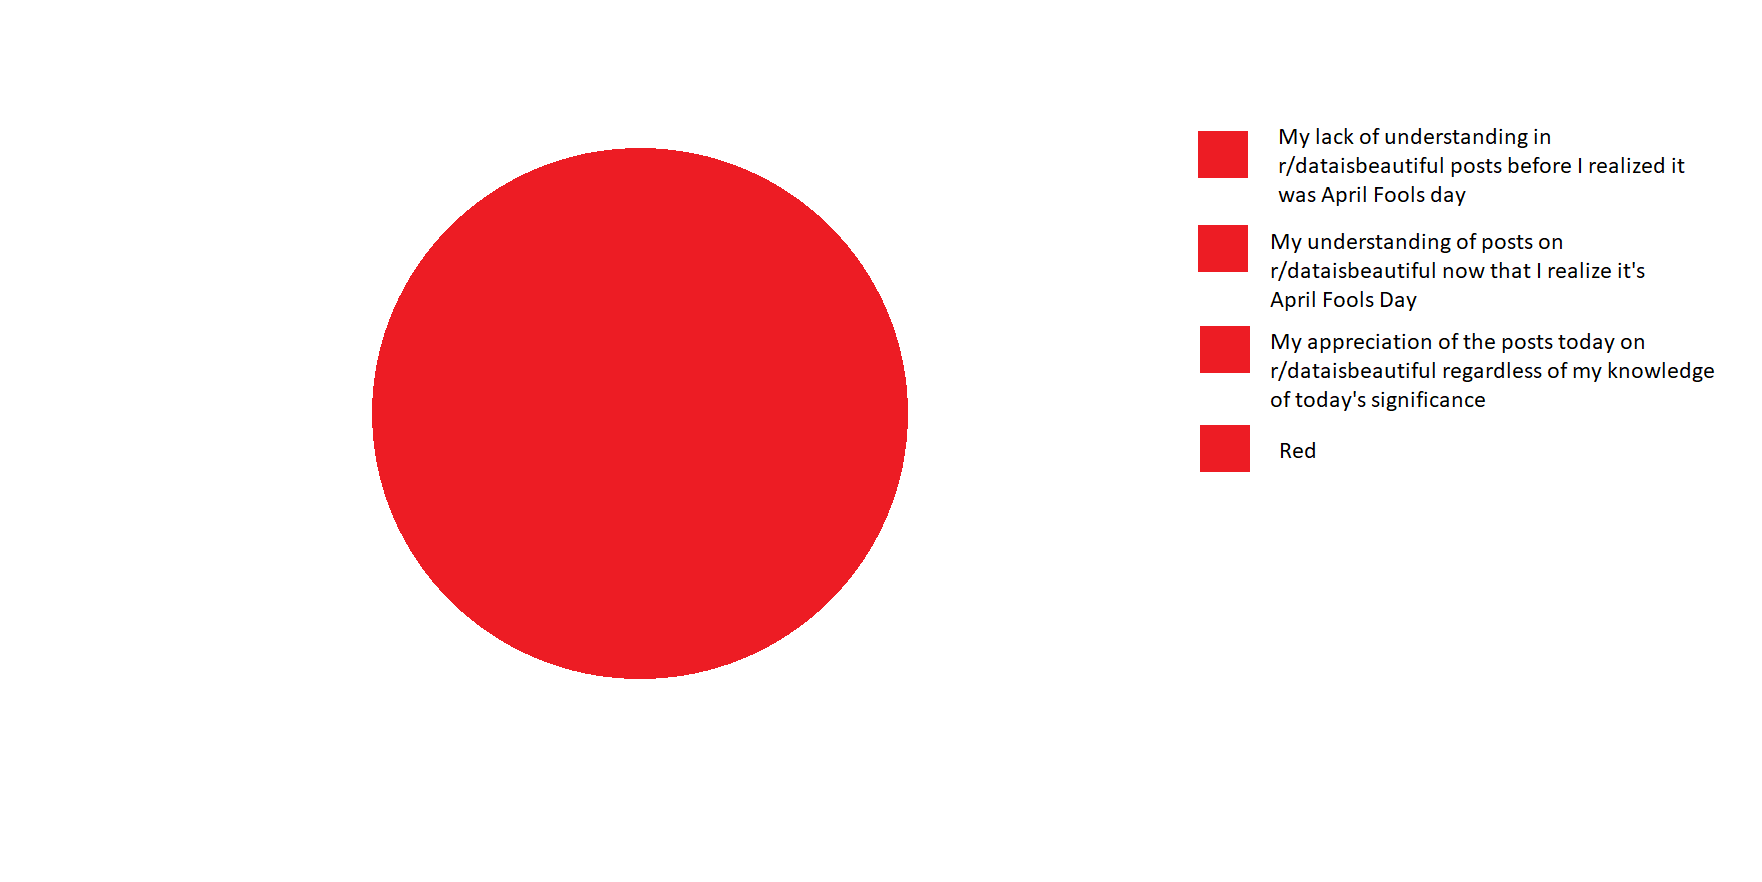 My lack of understanding in
r/dataisbeautiful posts before I realized it
was April Fools day
My understanding of posts on
r/dataisbeautiful now that I realize it's
April Fools Day
My appreciation of the posts today on
r/dataisbeautiful regardless of my knowledge
of today's significance
Red